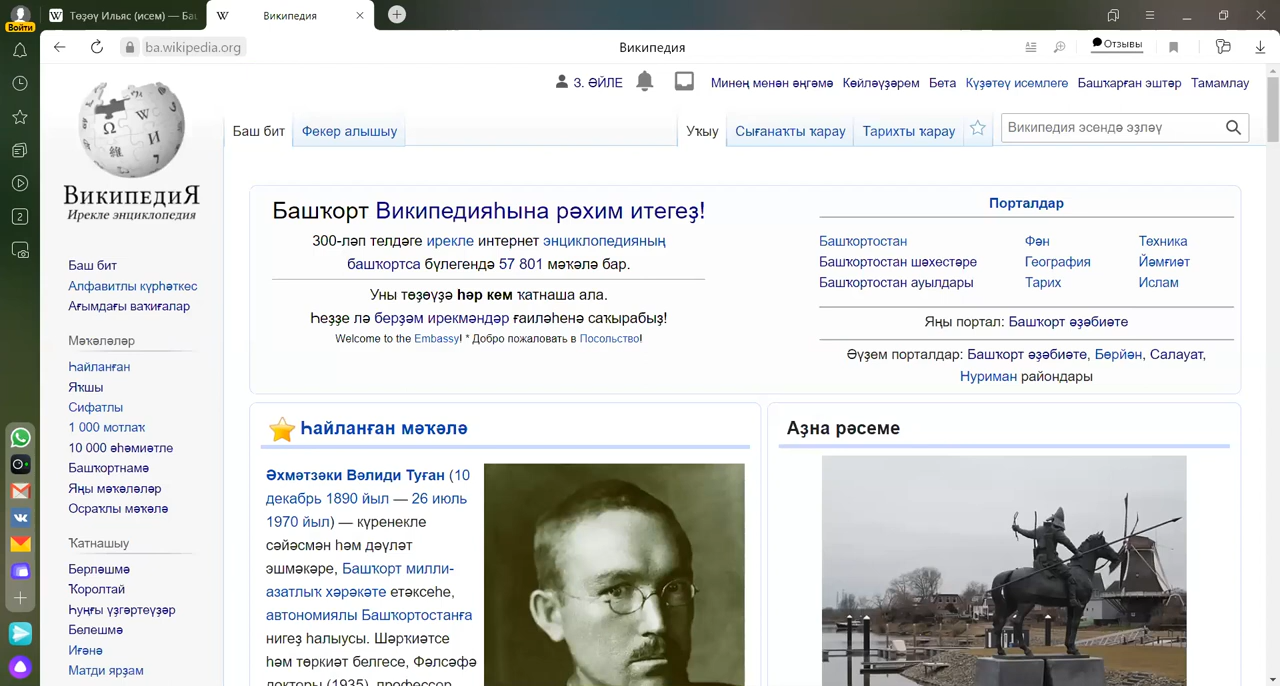 Войти
Төҙөү Ильяс (исем) — Ба
Википедия
ba.wikipedia.org
Википедия
Отзывы
З. ӘЙЛЕ
Минең менән әңгәмә
Көйләүҙәрем
Бета
Күҙәтеү исемлеге
Башҡарған эштәр
Тамамлау
Баш бит
Фекер алышыу
Уҡыу
Сығанаҡты ҡарау
Тарихты ҡарау
Википедия эсендә эҙләү
ВикипедиЯ
Ирекле энциклопедия
Баш бит
Алфавитлы күрһәткес
Ағымдағы ваҡиғалар
Мәҡәләләр
Һайланған
Яҡшы
Сифатлы
1 000 мотлаҡ
10 000 әһәмиәтле
Башҡортнамә
Яңы мәҡәләләр
Осраҡлы мәҡәлә
Ҡатнашыу
Берләшмә
Ҡоролтай
Һуңғы үҙгәртеүҙәр
Белешмә
Иғәнә
Матди ярҙам
Башҡорт Википедияһына рәхим итегеҙ!
300-ләп телдәге ирекле интернет энциклопедияның
башҡортса бүлегендә 57 801 мәҡәлә бар.
Уны төҙөүҙә һәр кем ҡатнаша ала.
Һеҙҙе лә берҙәм ирекмәндәр ғаиләһенә саҡырабыҙ!
Welcome to the Embassy! * Добро пожаловать в Посольство!
Порталдар
Башҡортостан
Фән
Техника
Башҡортостан шәхестәре
География
Йәмғиәт
Башҡортостан ауылдары
Тарих
Ислам
Яңы портал: Башҡорт әҙәбиәте
Әүҙем порталдар: Башҡорт әҙәбиәте, Бөрйән, Салауат,
Нуриман райондары
Һайланған мәҡәлә
Әхмәтзәки Вәлиди Туған (10
декабрь 1890 йыл — 26 июль
1970 йыл) — күренекле
сәйәсмән һәм дәүләт
эшмәкәре, Башҡорт милли-
азатлыҡ хәрәкәте етәксеһе,
автономиялы Башҡортостанға
нигеҙ һалыусы. Шәрҡиәтсе
һәм төркиәт белгесе, Фәлсәфә
докторы (1935), профессор
Аҙна рәсеме